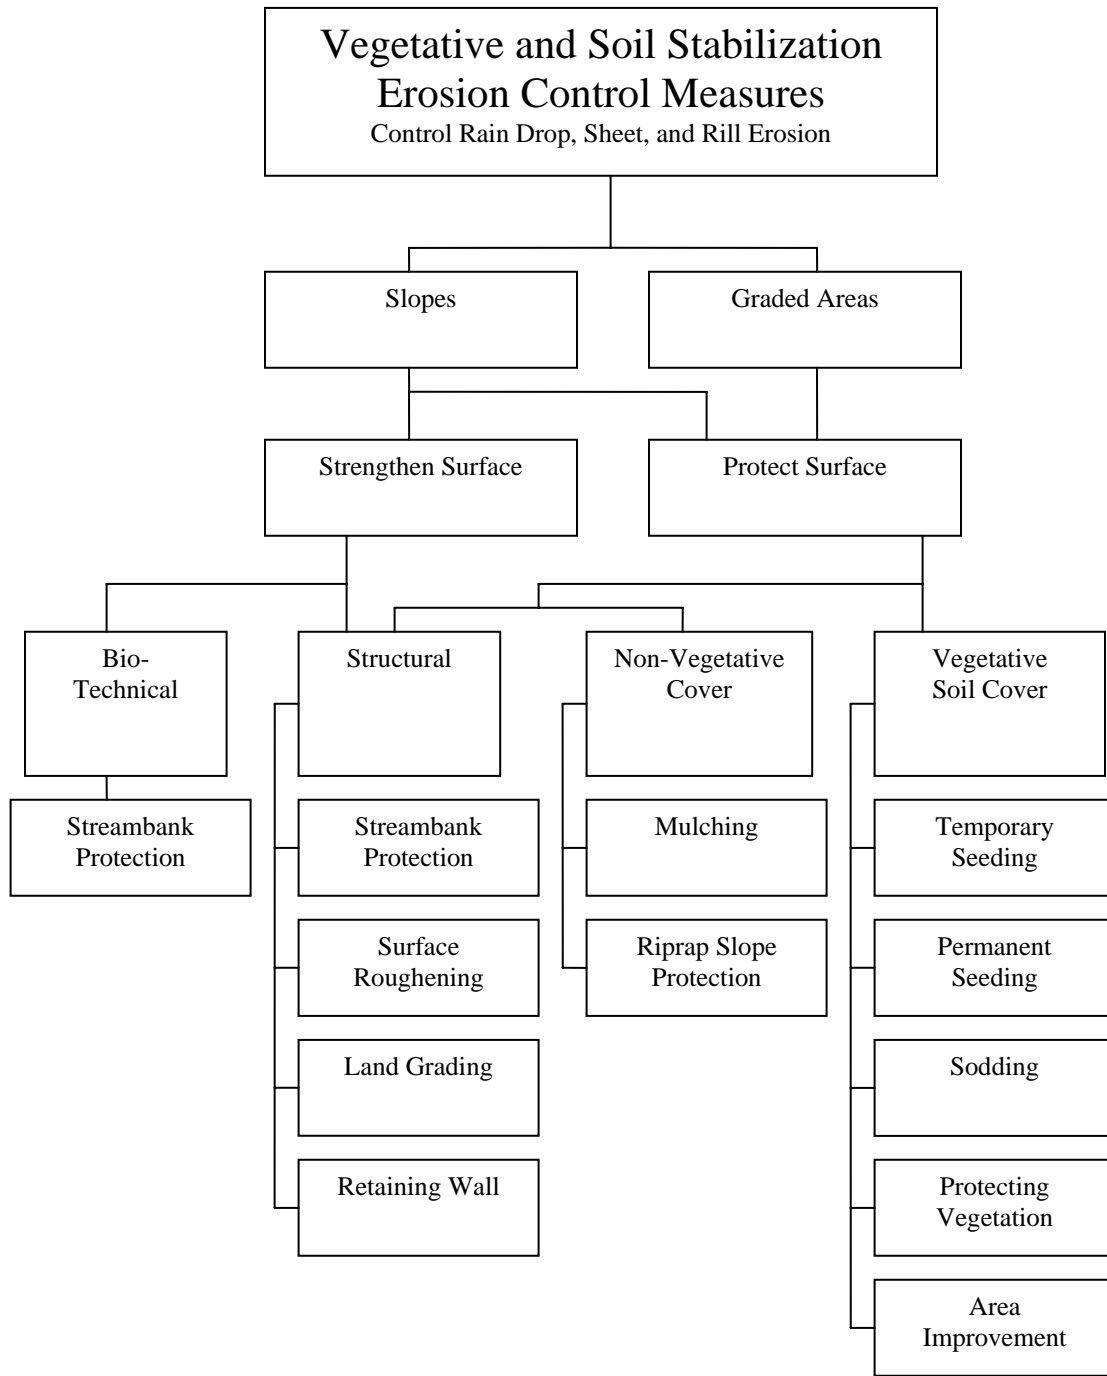 Vegetative and Soil Stabilization
Erosion Control Measures
Control Rain Drop, Sheet, and Rill Erosion
Slopes
Graded Areas
Strengthen Surface
Protect Surface
Bio-
Technical
Structural
Non-Vegetative
Cover
Vegetative
Soil Cover
Streambank
Protection
Streambank
Protection
Mulching
Temporary
Seeding
Surface
Roughening
Riprap Slope
Protection
Permanent
Seeding
Land Grading
Sodding
Retaining Wall
Protecting
Vegetation
Area
Improvement